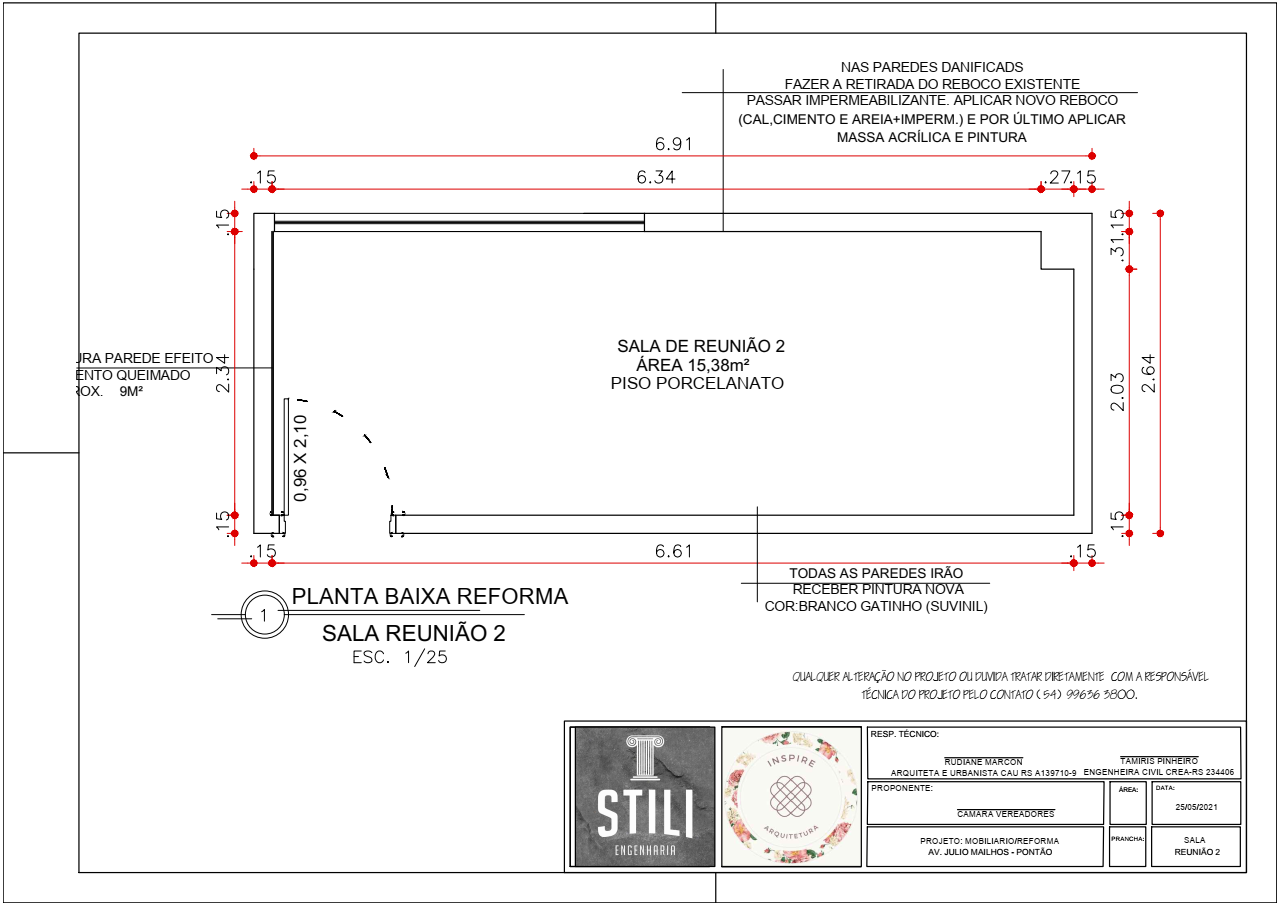 NAS PAREDES DANIFICADS
FAZER A RETIRADA DO REBOCO EXISTENTE
PASSAR IMPERMEABILIZANTE. APLICAR NOVO REBOCO
(CAL,CIMENTO E AREIA+IMPERM.) E POR ÚLTIMO APLICAR
MASSA ACRÍLICA E PINTURA
6.91
.15
6.34
.27
.15
.15
2.34
.15
.15
.31
2.03
.15
2.64
SALA DE REUNIÃO 2
ÁREA 15,38m²
PISO PORCELANATO
URA PAREDE EFEITO
ENTO QUEIMADO
ROX. 9M²
0,96 X 2,10
.15
6.61
.15
TODAS AS PAREDES IRÃO
RECEBER PINTURA NOVA
COR:BRANCO GATINHO (SUVINIL)
1
PLANTA BAIXA REFORMA
SALA REUNIÃO 2
ESC. 1/25
QUALQUER ALTERAÇÃO NO PROJETO OU DUVIDA TRATAR DIRETAMENTE COM A RESPONSÁVEL
TÉCNICA DO PROJETO PELO CONTATO ( 54) 99636 3800.
STILI
ENGENHARIA
INSPIRE
ARQUITETURA
RESP. TÉCNICO:
RUDIANE MARCON
ARQUITETA E URBANISTA CAU RS A139710-9
TAMIRIS PINHEIRO
ENGENHEIRA CIVIL CREA-RS 234406
PROPONENTE:
CAMARA VEREADORES
ÁREA:
DATA:
25/05/2021
PROJETO: MOBILIARIO/REFORMA
AV. JULIO MAILHOS - PONTÃO
PRANCHA:
SALA
REUNIÃO 2